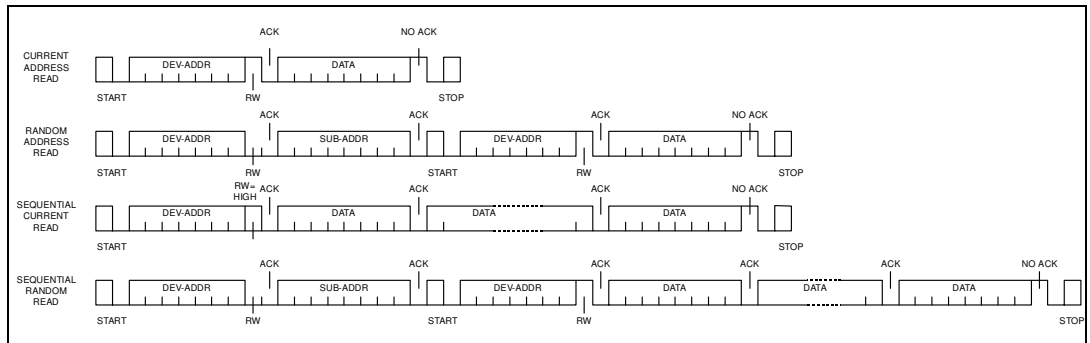 ACK NO ACK
CURRENT
ADDRESS
READ
DEV-ADDR DATA
START RW STOP
ACK ACK ACK NO ACK
RANDOM
ADDRESS
READ
DEV-ADDR SUB-ADDR DEV-ADDR DATA
START RW START RW STOP
RW=
HIGH
ACK ACK ACK NO ACK
SEQUENTIAL
CURRENT
READ
DEV-ADDR DATA DATA DATA
START STOP
ACK ACK ACK ACK ACK NO ACK
SEQUENTIAL
RANDOM
READ
DEV-ADDR SUB-ADDR DEV-ADDR DATA DATA DATA
START RW START RW STOP